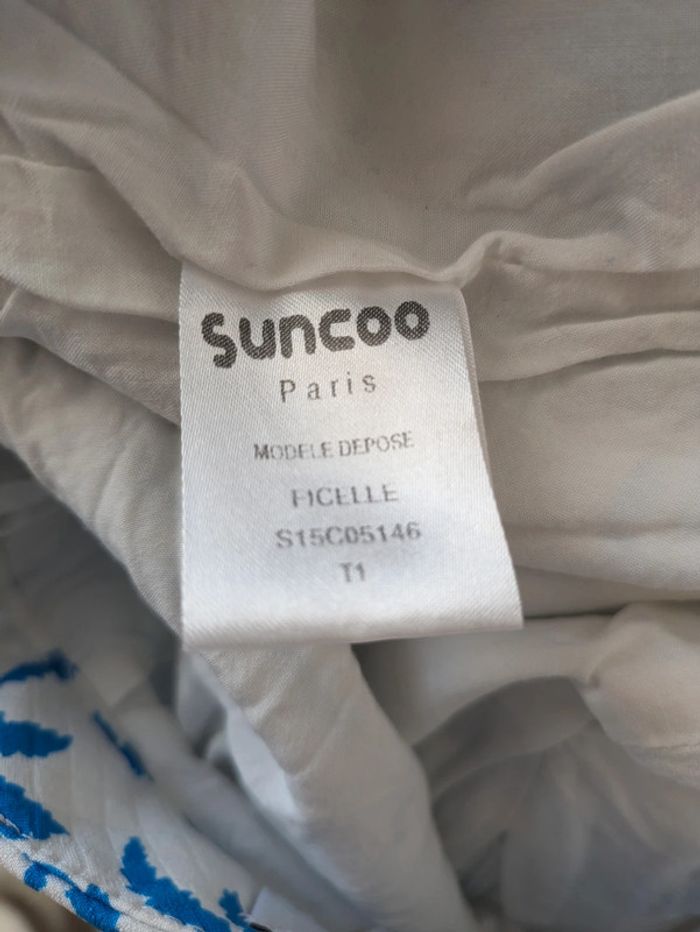 Suncoo
Paris
MODELE DEPOSE
FICELLE
S15C05146
T1